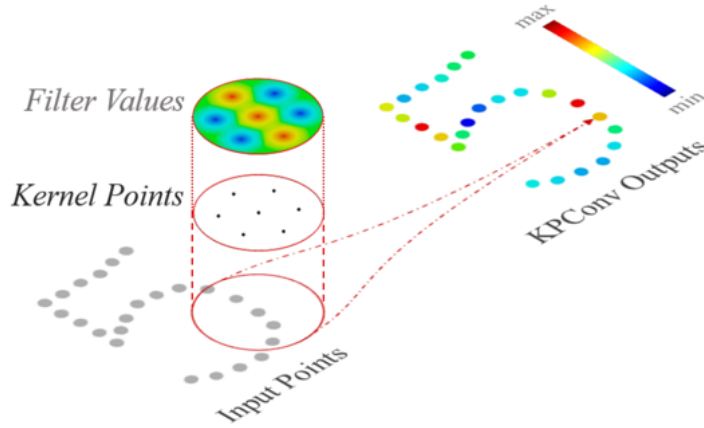 max
Filter Values
min
Kernel Points
KPConv Outputs
Input Points